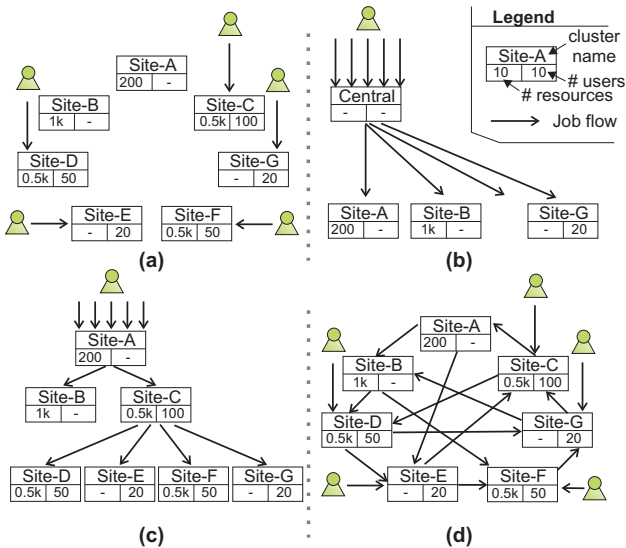 Site-A
200 -
Site-B
1k -
Site-C
0.5k 100
Site-D
0.5k 50
Site-G
- 20
Site-E
- 20
Site-F
0.5k 50
(a)
Central
- -
Site-A
200 -
Site-B
1k -
Site-G
- 20
(b)
Legend
Site-A
10 10
cluster
name
# users
# resources
Job flow
Site-A
200 -
Site-B
1k -
Site-C
0.5k 100
Site-D
0.5k 50
Site-E
- 20
Site-F
0.5k 50
Site-G
- 20
(c)
Site-A
200 -
Site-B
1k -
Site-C
0.5k 100
Site-D
0.5k 50
Site-G
- 20
Site-E
- 20
Site-F
0.5k 50
(d)